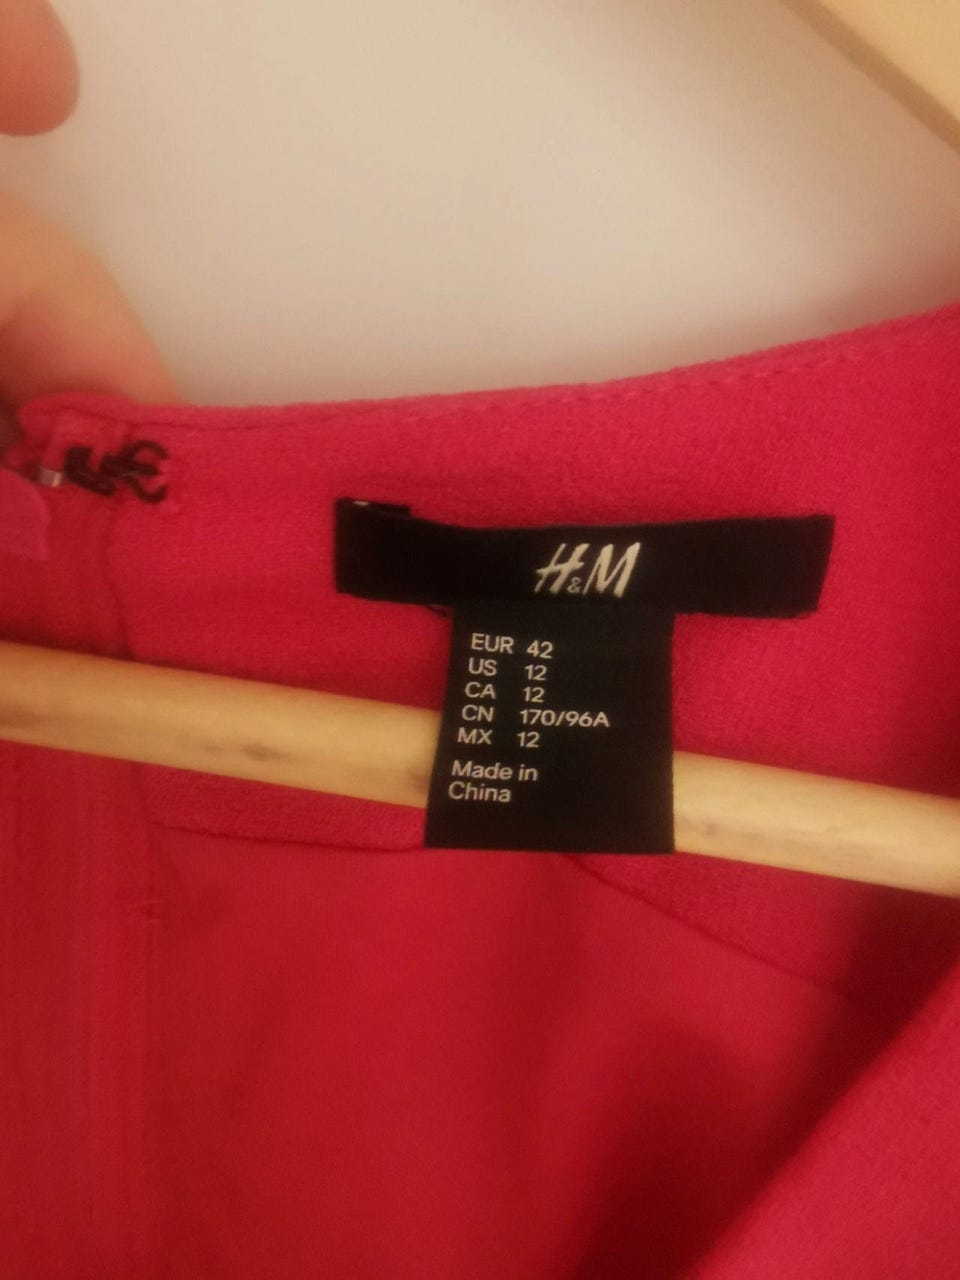 H&M
EUR 42
US 12
CA 12
CN 170/96A
MX 12
Made in
China